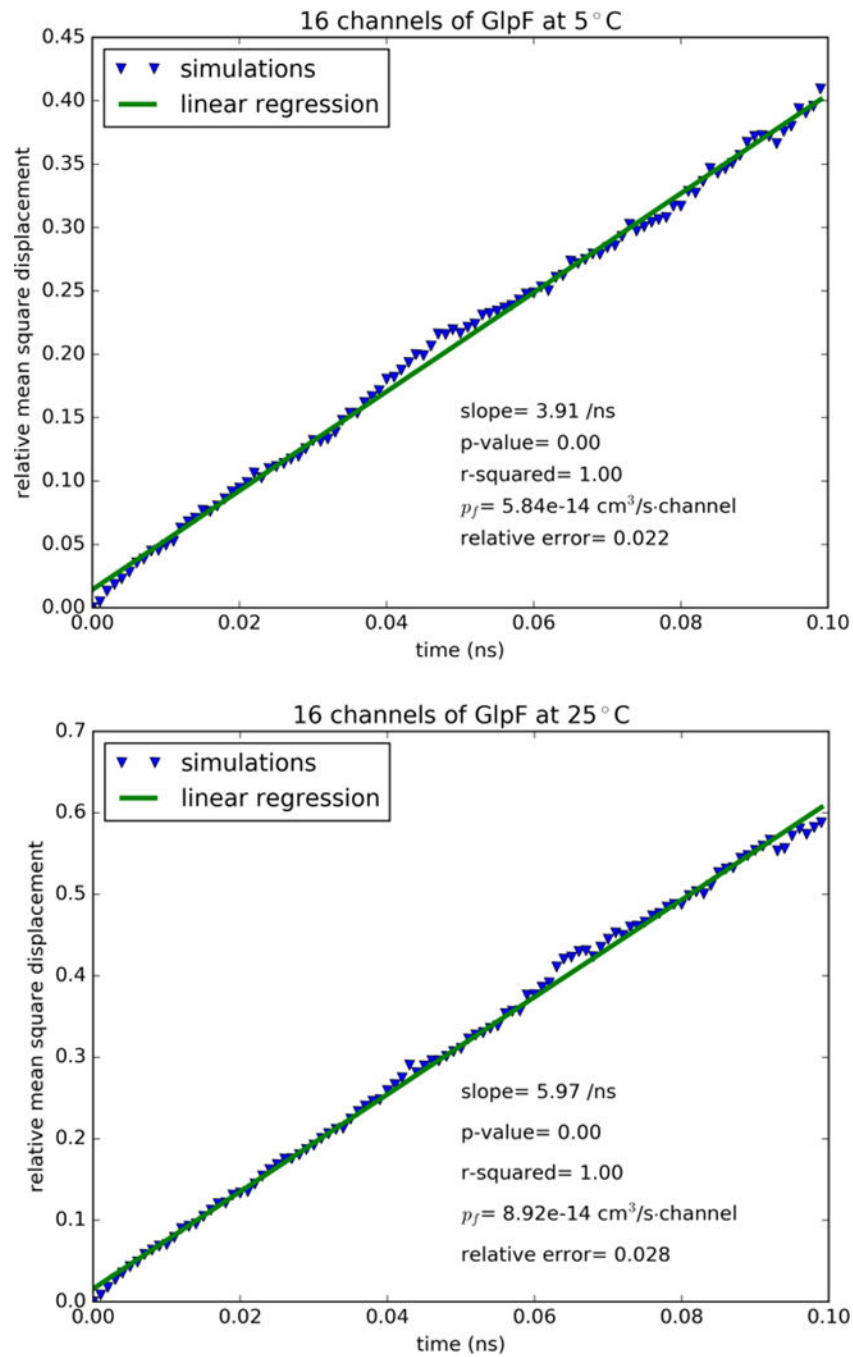 16 channels of GlpF at 5°C
0.45
simulations
linear regression
0.40
0.35
0.30
0.25
0.20
0.15
0.10
0.05
0.00
relative mean square displacement
slope= 3.91 /ns
p-value= 0.00
r-squared= 1.00
p_f= 5.84e-14 cm³/s·channel
relative error= 0.022
0.00 0.02 0.04 0.06 0.08 0.10
time (ns)
16 channels of GlpF at 25°C
0.7
simulations
linear regression
0.6
0.5
0.4
0.3
0.2
0.1
0.0
relative mean square displacement
slope= 5.97 /ns
p-value= 0.00
r-squared= 1.00
p_f= 8.92e-14 cm³/s·channel
relative error= 0.028
0.00 0.02 0.04 0.06 0.08 0.10
time (ns)